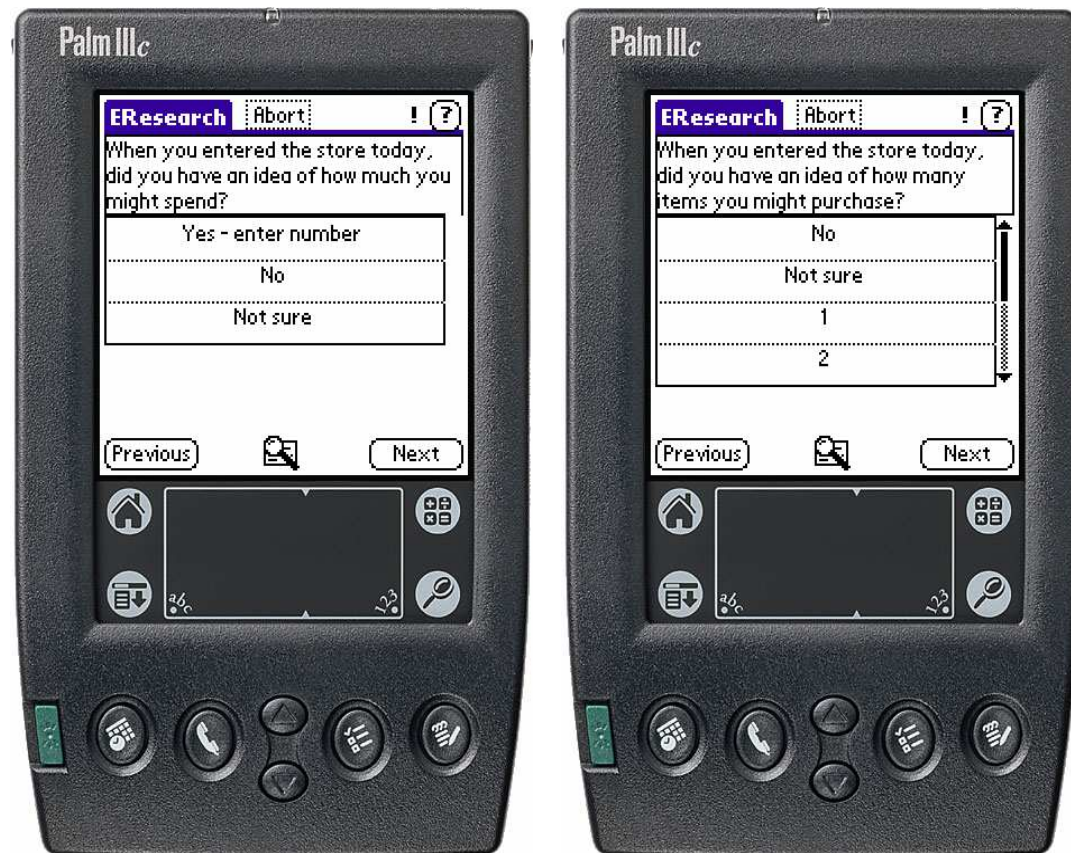 Palm IIIc
EResearch Abort ! ?
When you entered the store today,
did you have an idea of how much you
might spend?
Yes - enter number
No
Not sure
Previous Next
abc 123
Palm IIIc
EResearch Abort ! ?
When you entered the store today,
did you have an idea of how many
items you might purchase?
No
Not sure
1
2
Previous Next
abc 123